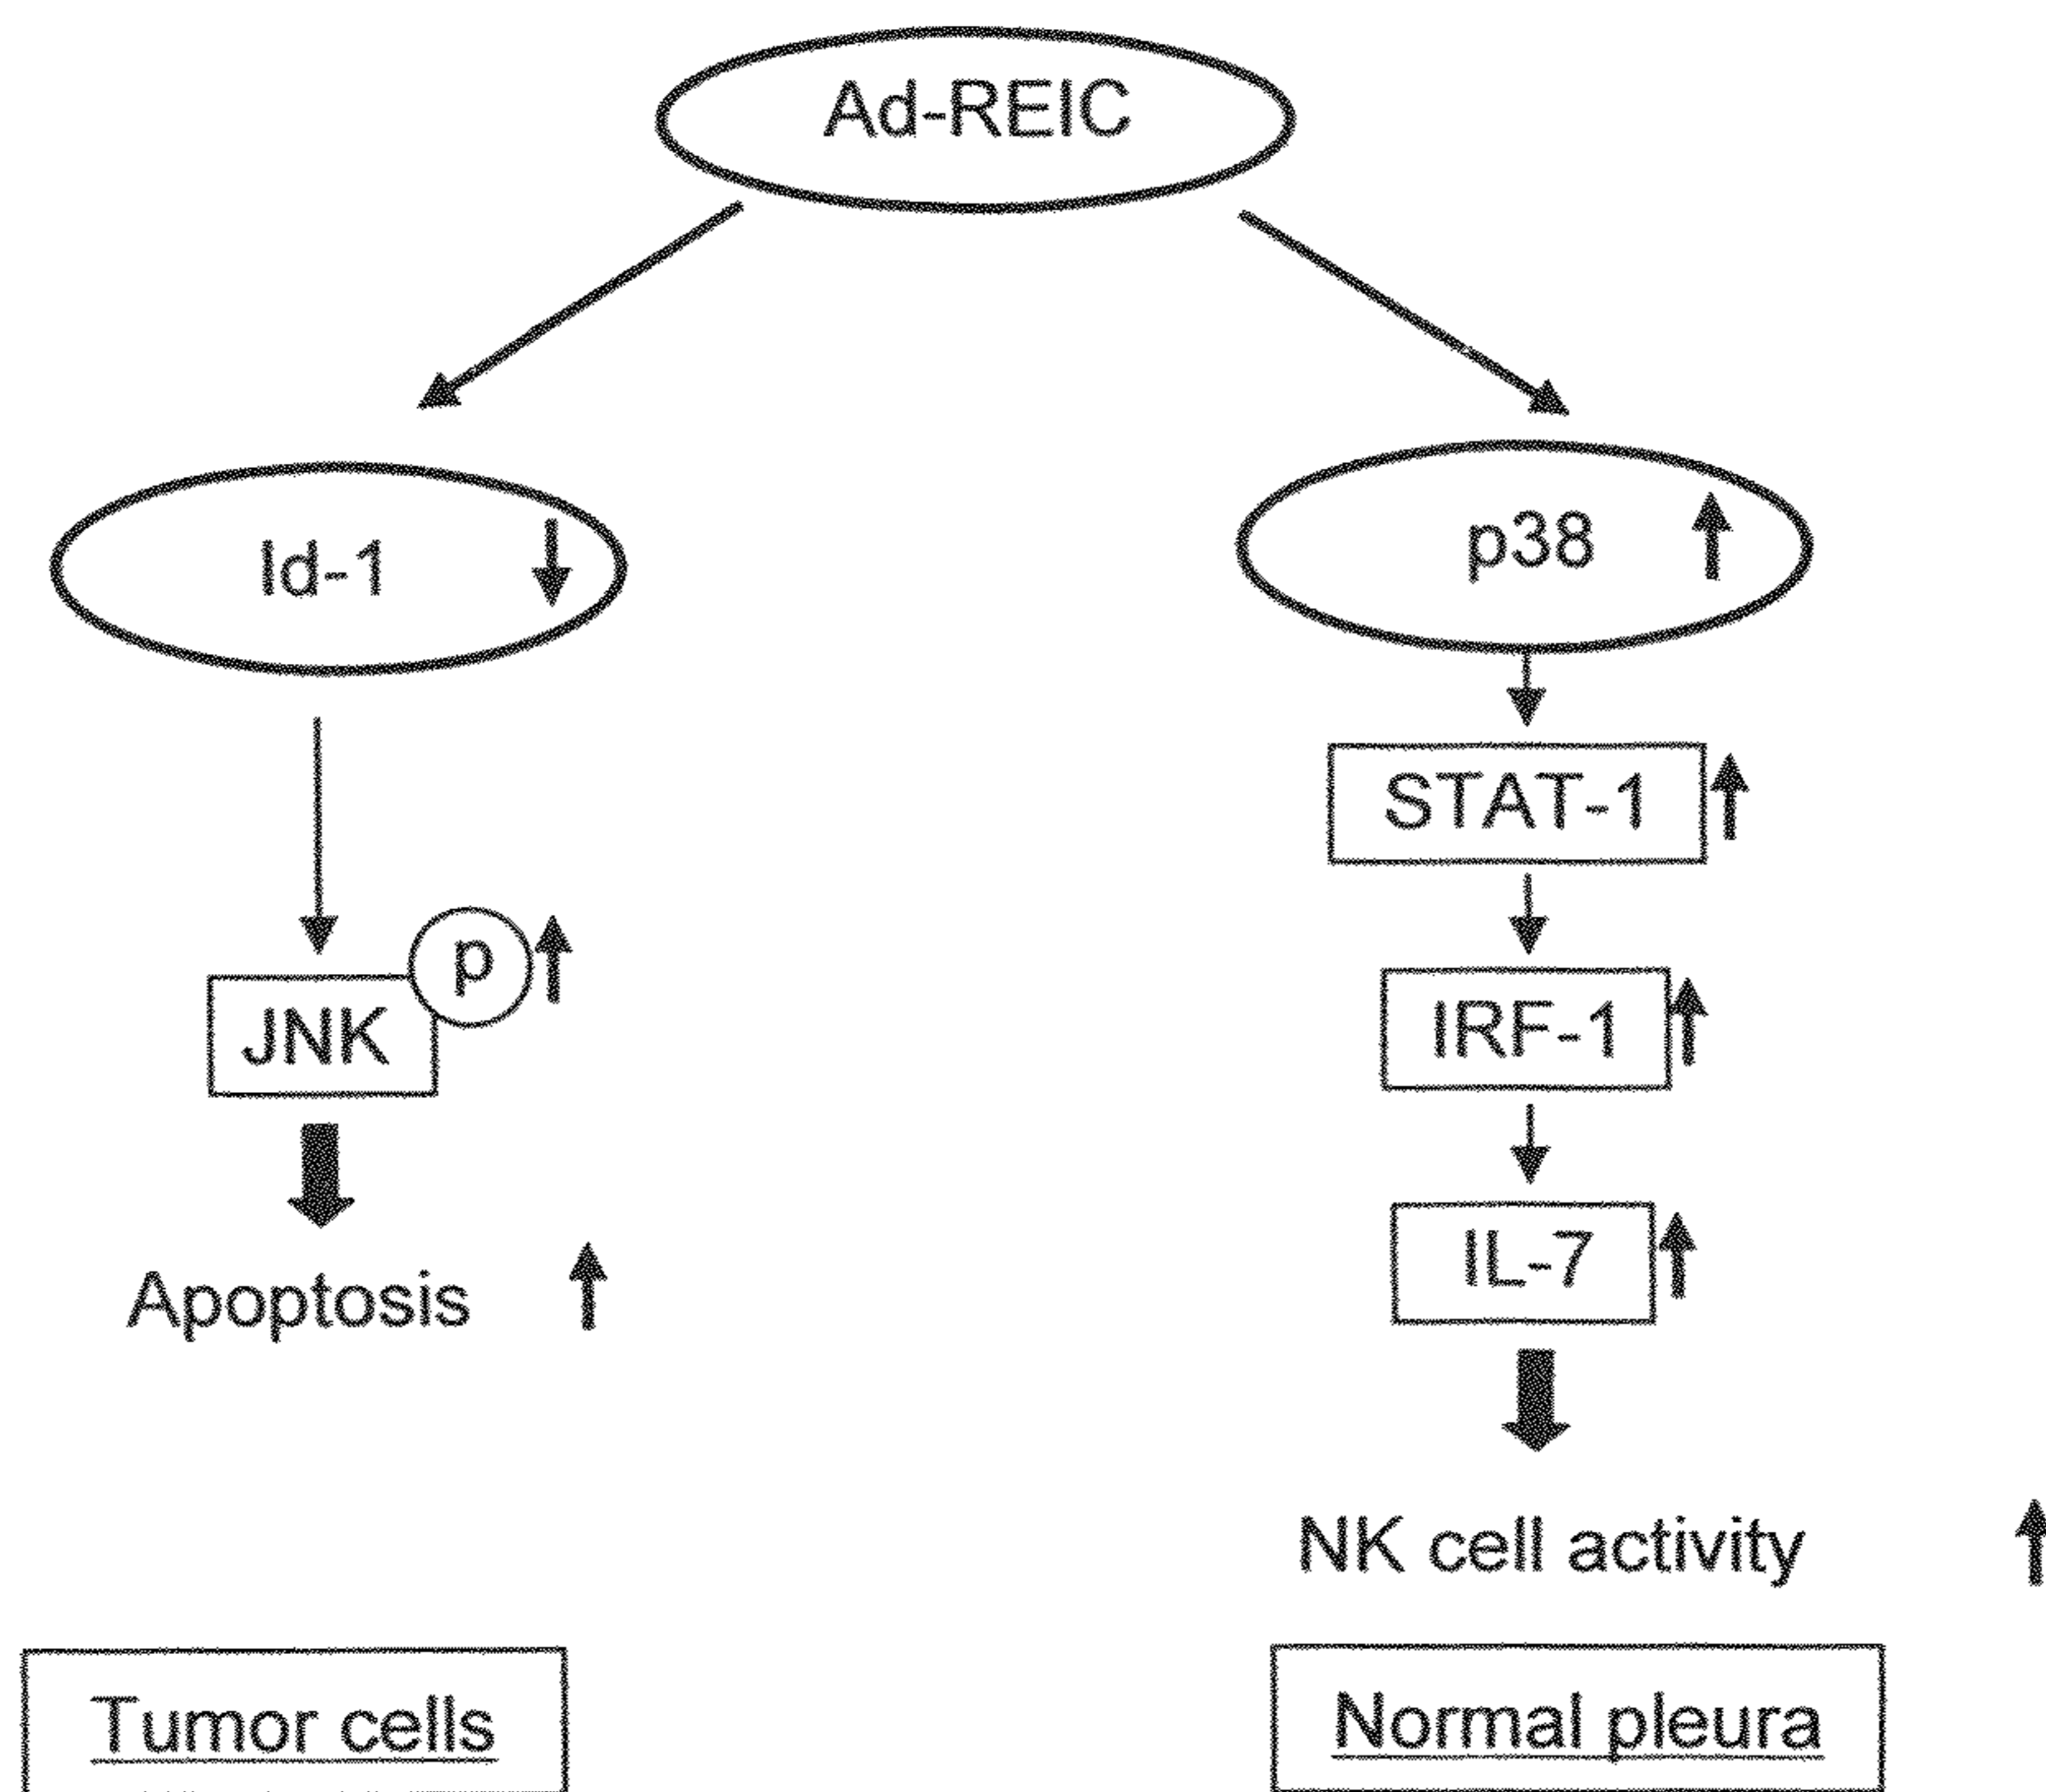 Ad-REIC
Id-1
JNK
p
Apoptosis
Tumor cells
p38
STAT-1
IRF-1
IL-7
NK cell activity
Normal pleura